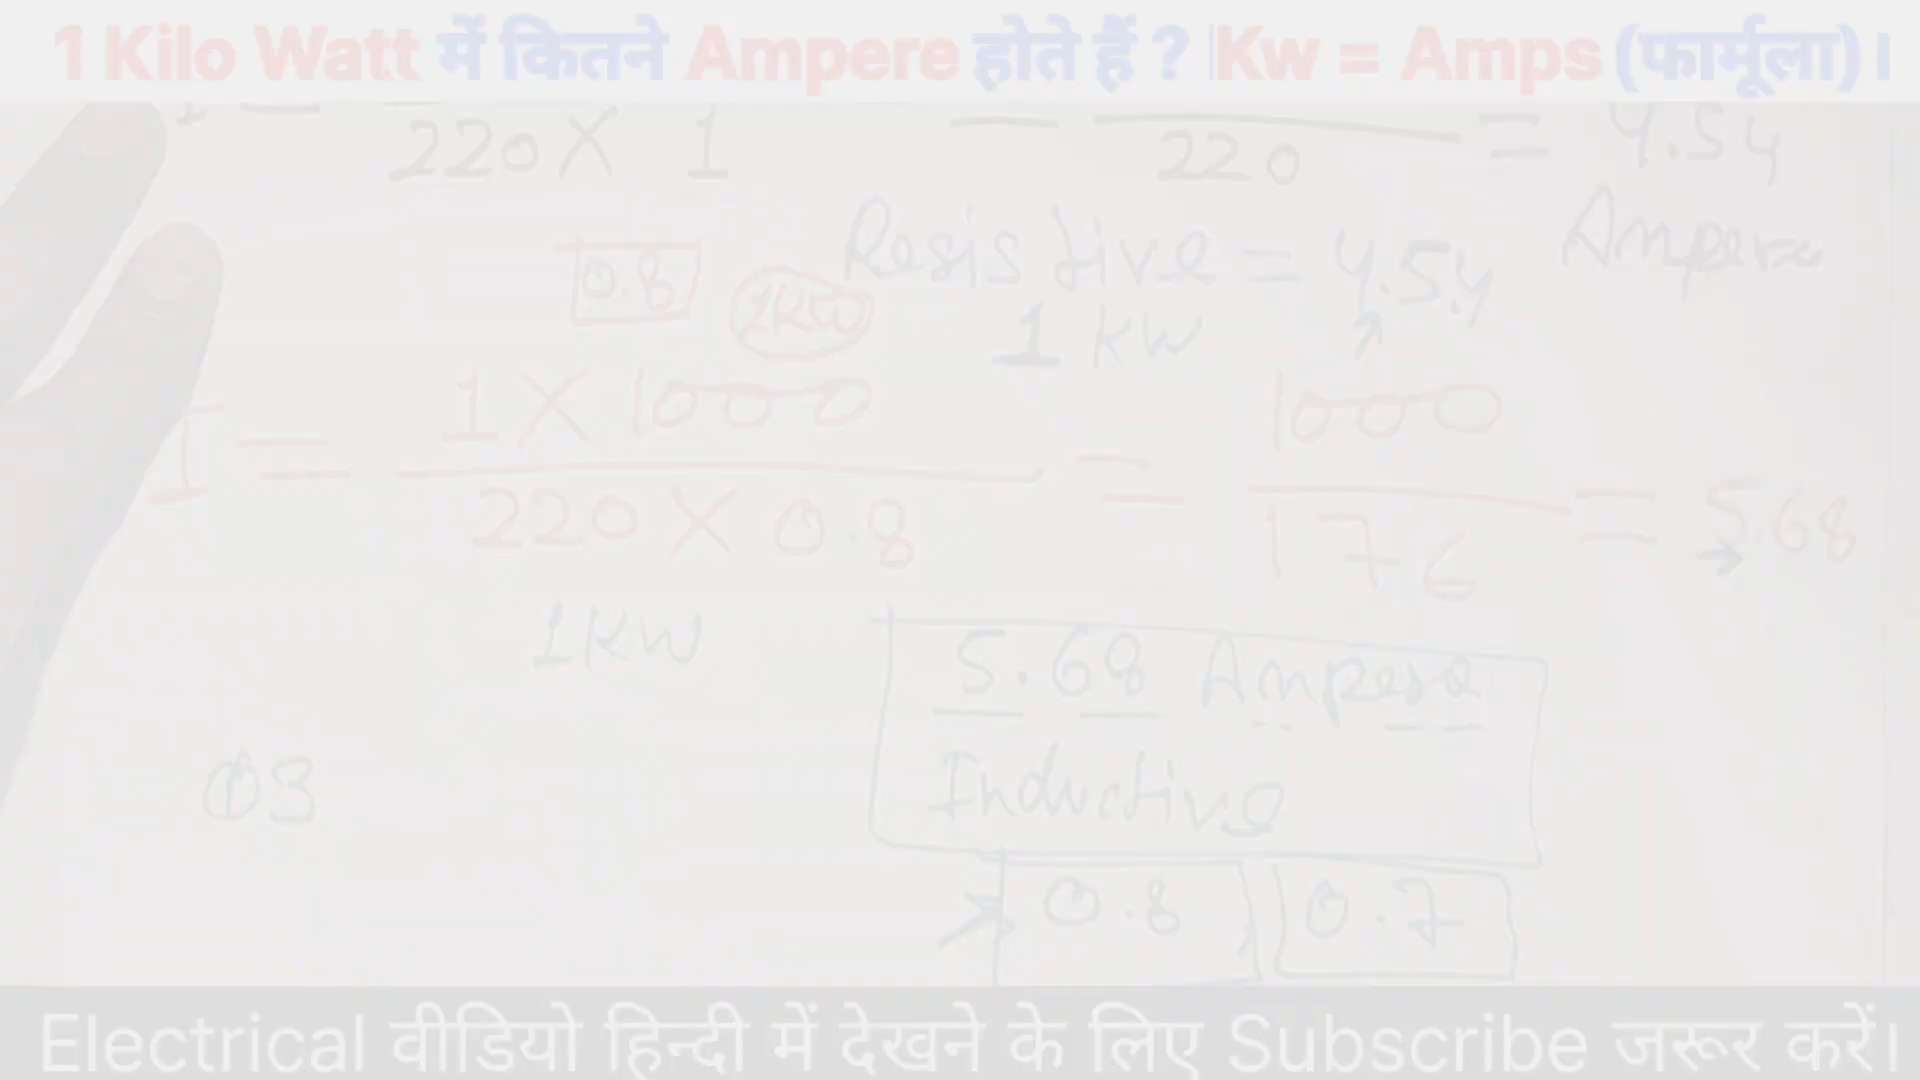 1 Kilo Watt में कितने Ampere होते हैं ? Kw = Amps (फार्मूला) ।
I = 220 X 1 = 220 = 4.54
Ampere
0.8 1KW Resistive = 4.54
1 KW
I = 1 X 1000 / 220 X 0.8 = 1000 / 176 = 5.68
1KW
5.68 Ampere
Inductive
03
0.8, 0.7
Electrical वीडियो हिन्दी में देखने के लिए Subscribe जरूर करें।